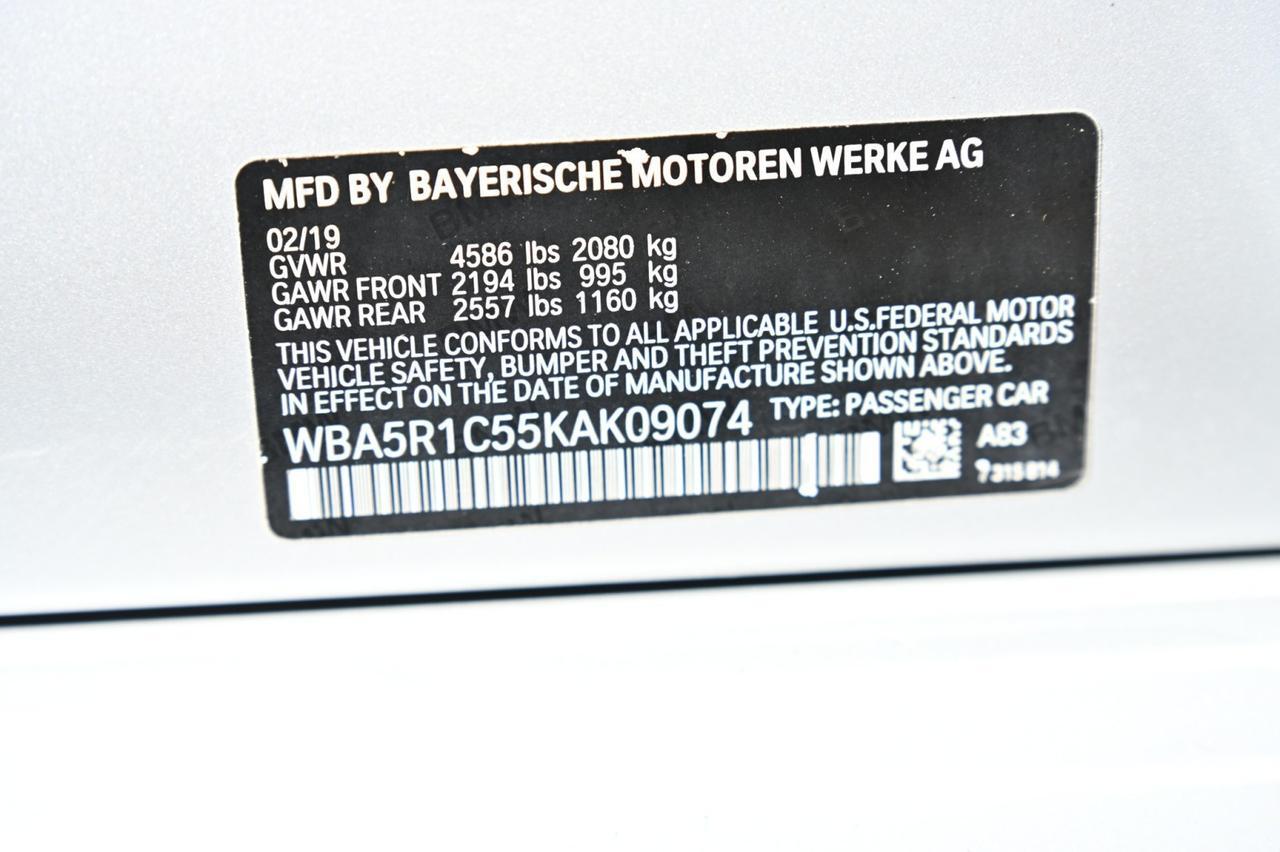 MFD BY BAYERISCHE MOTOREN WERKE AG
02/19
GVWR 4586 lbs 2080 kg
GAWR FRONT 2194 lbs 995 kg
GAWR REAR 2557 lbs 1160 kg
THIS VEHICLE CONFORMS TO ALL APPLICABLE U.S.FEDERAL MOTOR
VEHICLE SAFETY, BUMPER AND THEFT PREVENTION STANDARDS
IN EFFECT ON THE DATE OF MANUFACTURE SHOWN ABOVE.
WBA5R1C55KAK09074 TYPE: PASSENGER CAR
A83